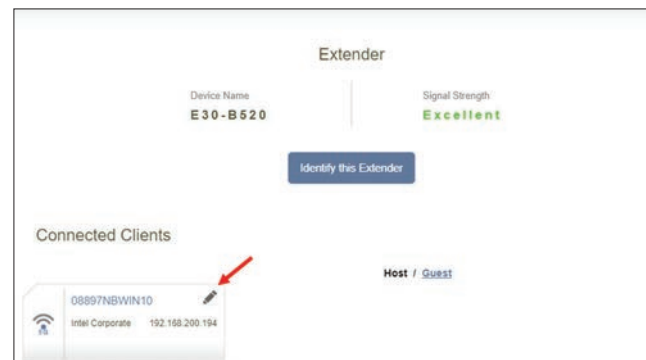 Extender
Device Name
E30-B520
Signal Strength
Excellent
Identify this Extender
Connected Clients
Host / Guest
08897NBWIN10
Intel Corporate 192.168.200.194